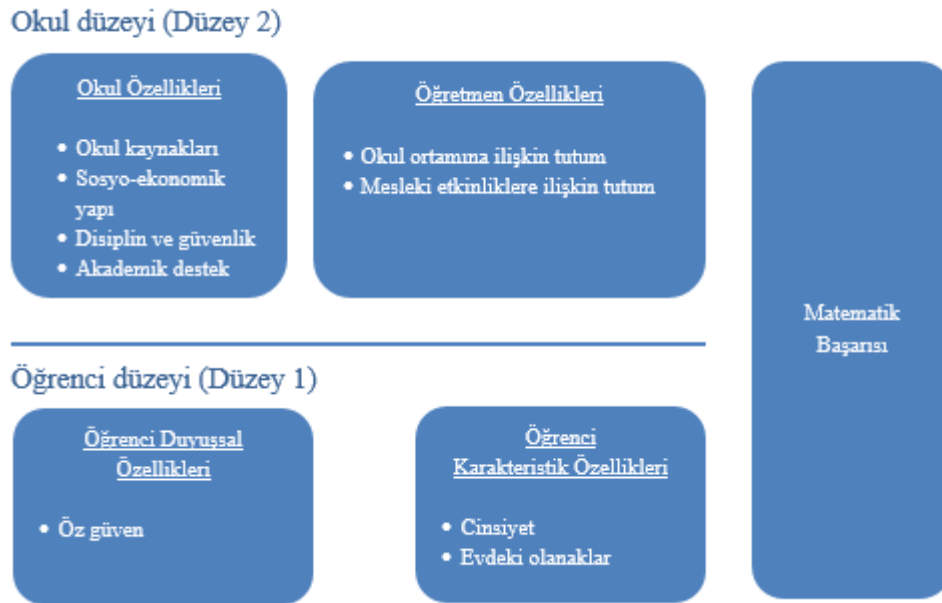 Okul düzeyi (Düzey 2)
Okul Özellikleri
• Okul kaynakları
• Sosyo-ekonomik
yapı
• Disiplin ve güvenlik
• Akademik destek
Öğretmen Özellikleri
• Okul ortamına ilişkin tutum
• Mesleki etkinliklere ilişkin tutum
Matematik
Başarısı
Öğrenci düzeyi (Düzey 1)
Öğrenci Duyuşsal
Özellikleri
• Öz güven
Öğrenci
Karakteristik Özellikleri
• Cinsiyet
• Evdeki olanaklar